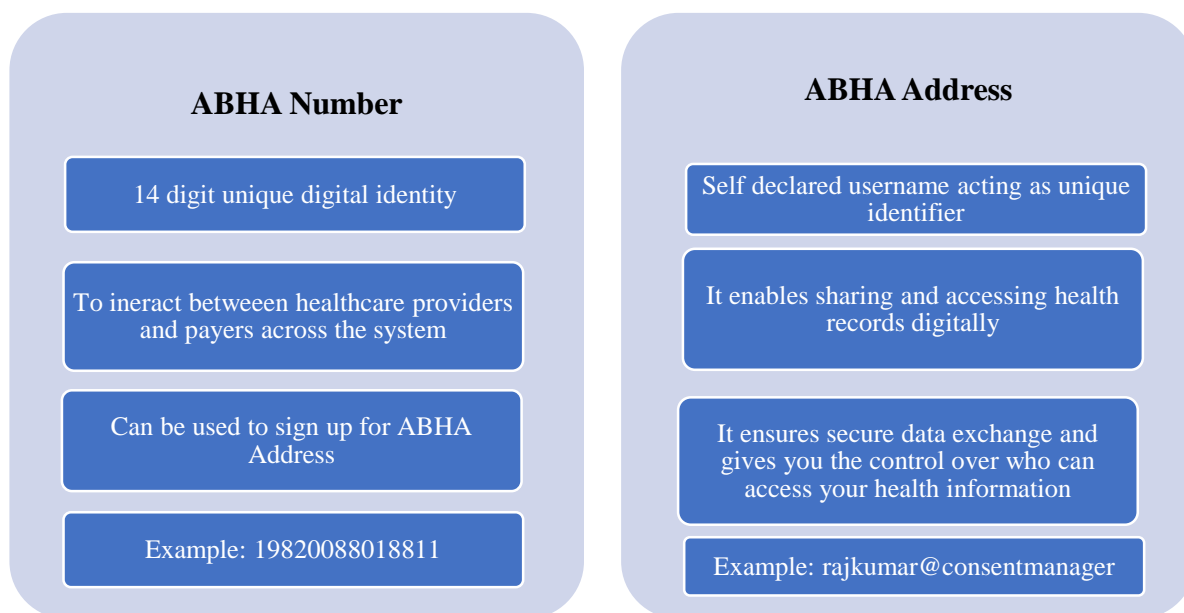 ABHA Number
14 digit unique digital identity
To ineract betweeen healthcare providers
and payers across the system
Can be used to sign up for ABHA
Address
Example: 19820088018811
ABHA Address
Self declared username acting as unique
identifier
It enables sharing and accessing health
records digitally
It ensures secure data exchange and
gives you the control over who can
access your health information
Example: rajkumar@consentmanager